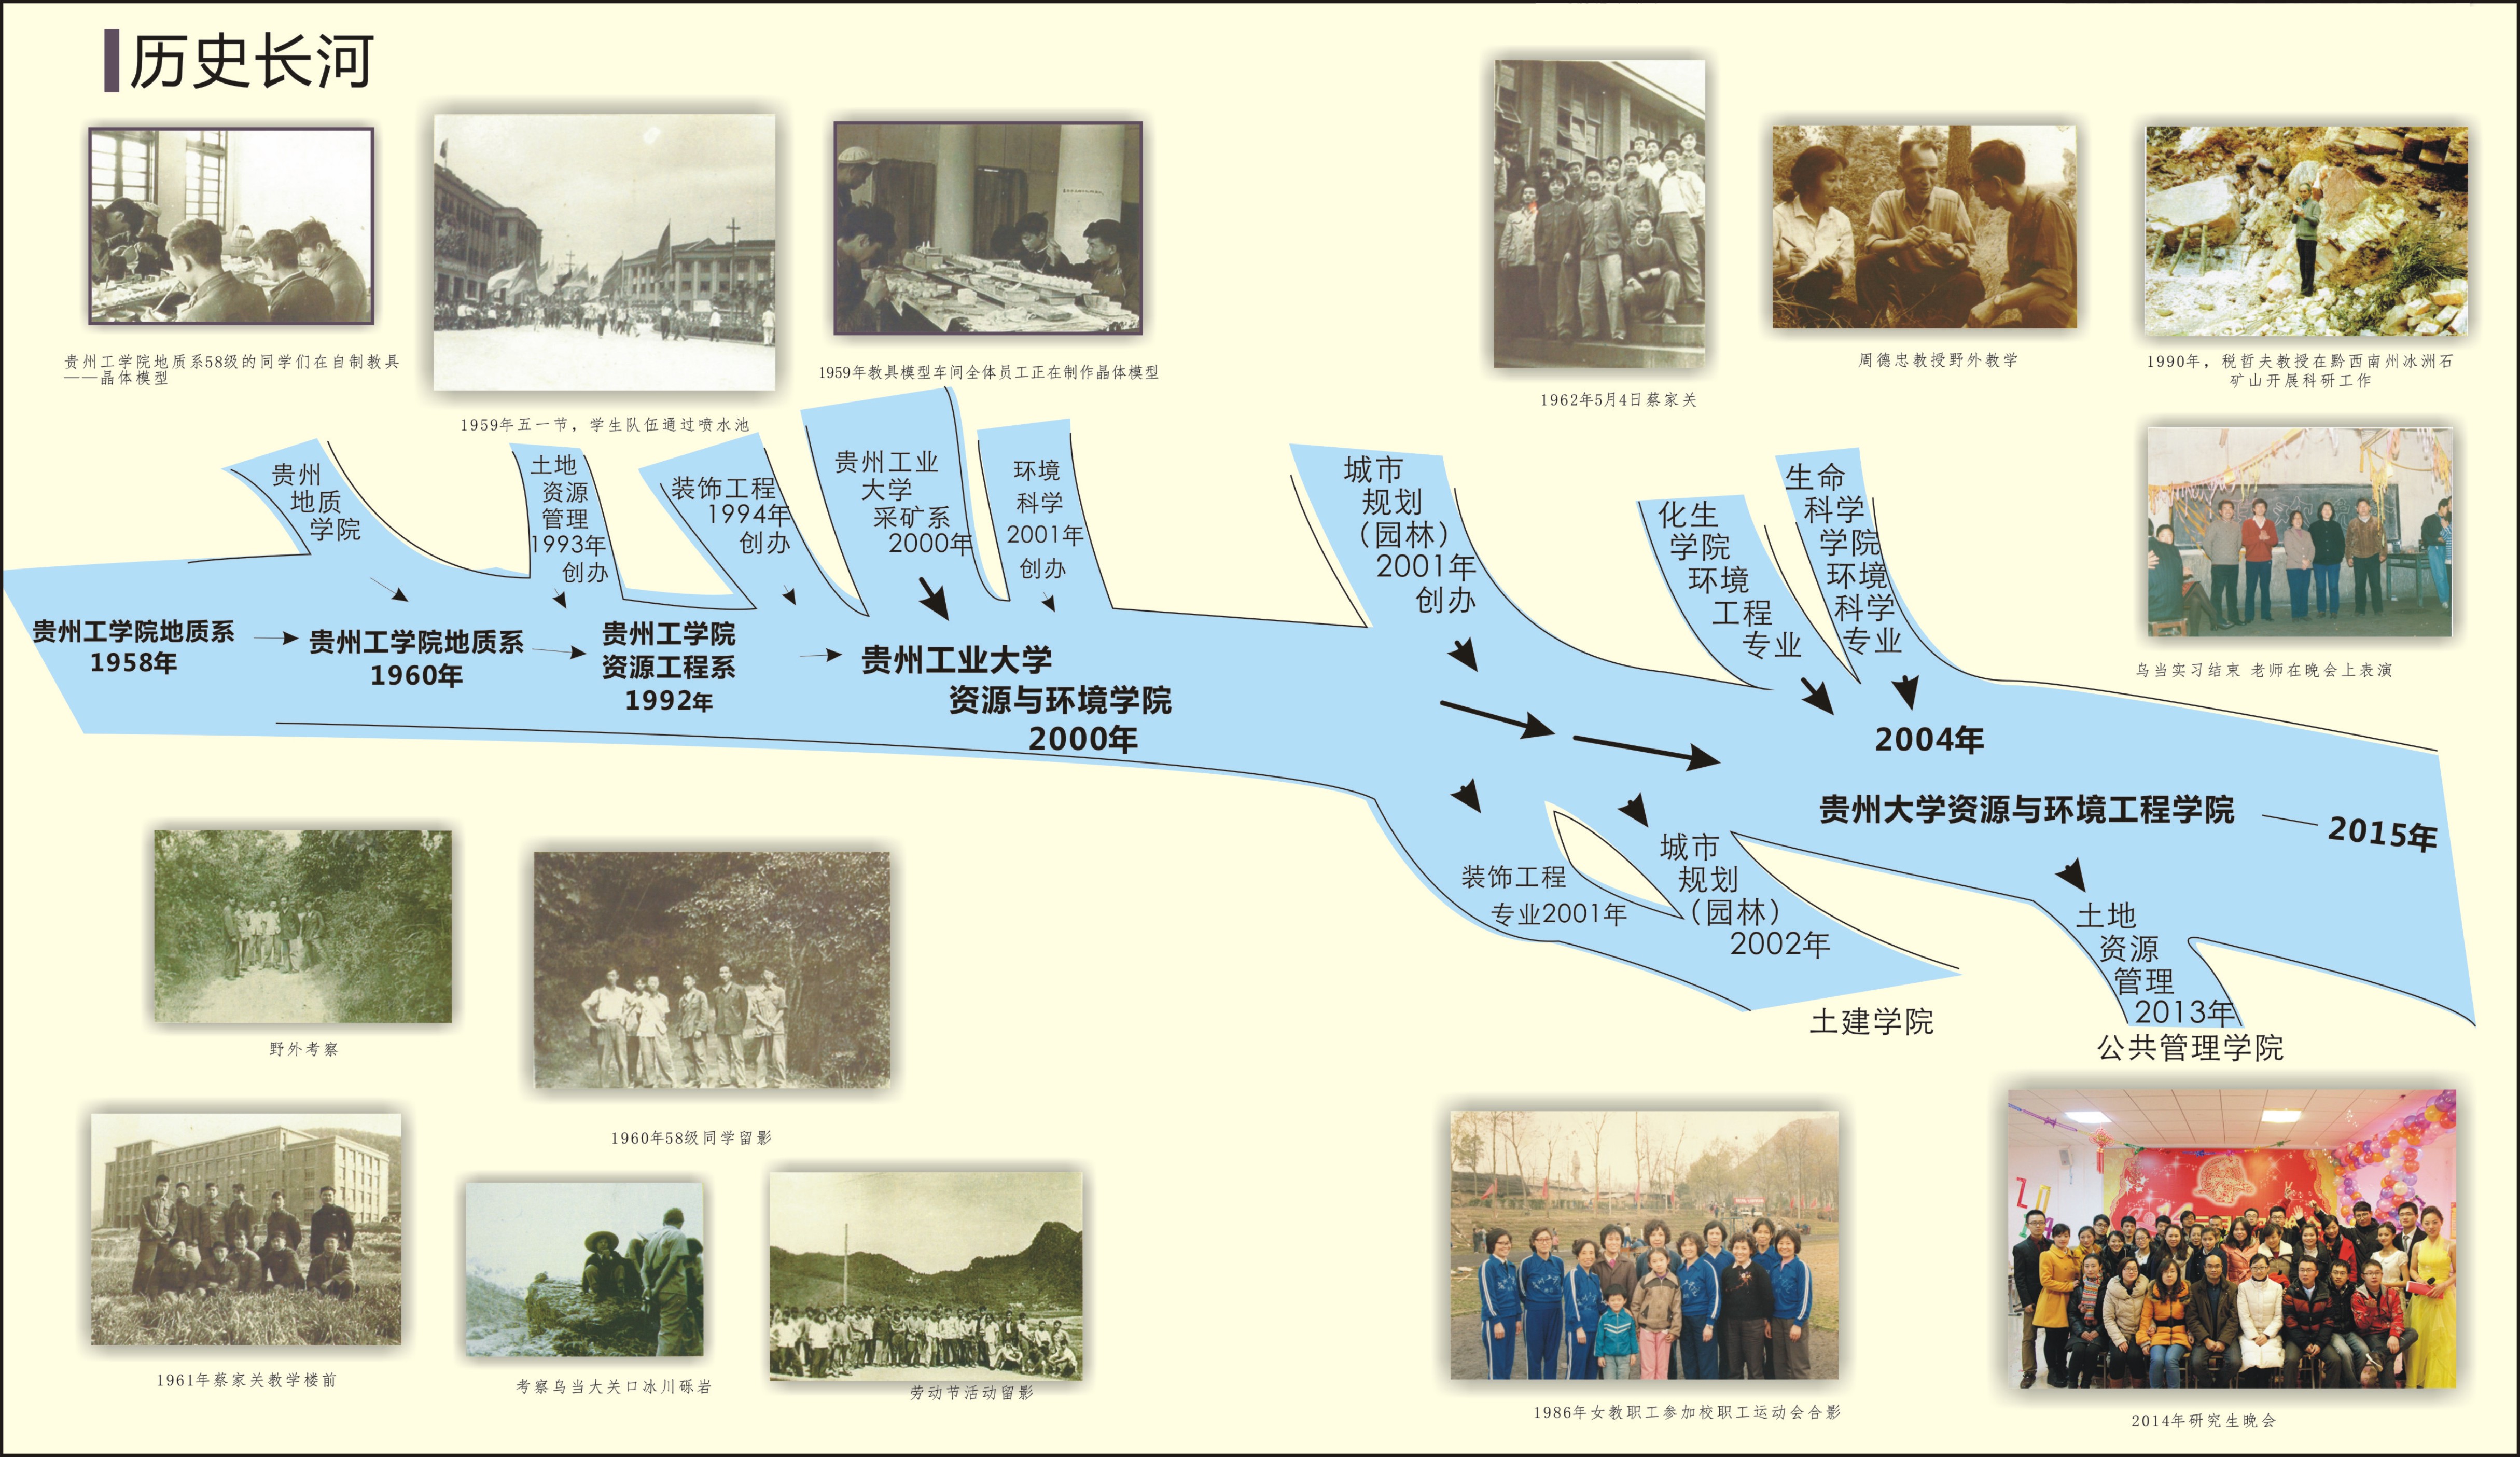 历史长河
贵州工学院地质系58级的同学们在自制教具
——晶体模型
1959年五一节，学生队伍通过喷水池
1959年教具模型车间全体员工正在制作晶体模型
1962年5月4日蔡家关
周德忠教授野外教学
1990年，税哲夫教授在黔西南州冰洲石
矿山开展科研工作
乌当实习结束 老师在晚会上表演
贵州
地质
学院
土地
资源
管理
1993年
创办
装饰工程
1994年
创办
贵州工业
大学
采矿系
2000年
环境
科学
2001年
创办
城市
规划
（园林）
2001年
创办
化生
学院
环境
工程
专业
生命
科学
学院
环境
科学
专业
贵州工学院地质系
1958年
贵州工学院地质系
1960年
贵州工学院
资源工程系
1992年
贵州工业大学
资源与环境学院
2000年
2004年
贵州大学资源与环境工程学院
2015年
装饰工程
专业2001年
城市
规划
（园林）
2002年
土建学院
土地
资源
管理
2013年
公共管理学院
野外考察
1960年58级同学留影
1961年蔡家关教学楼前
考察乌当大关口冰川砾岩
劳动节活动留影
1986年女教职工参加校职工运动会合影
2014年研究生晚会